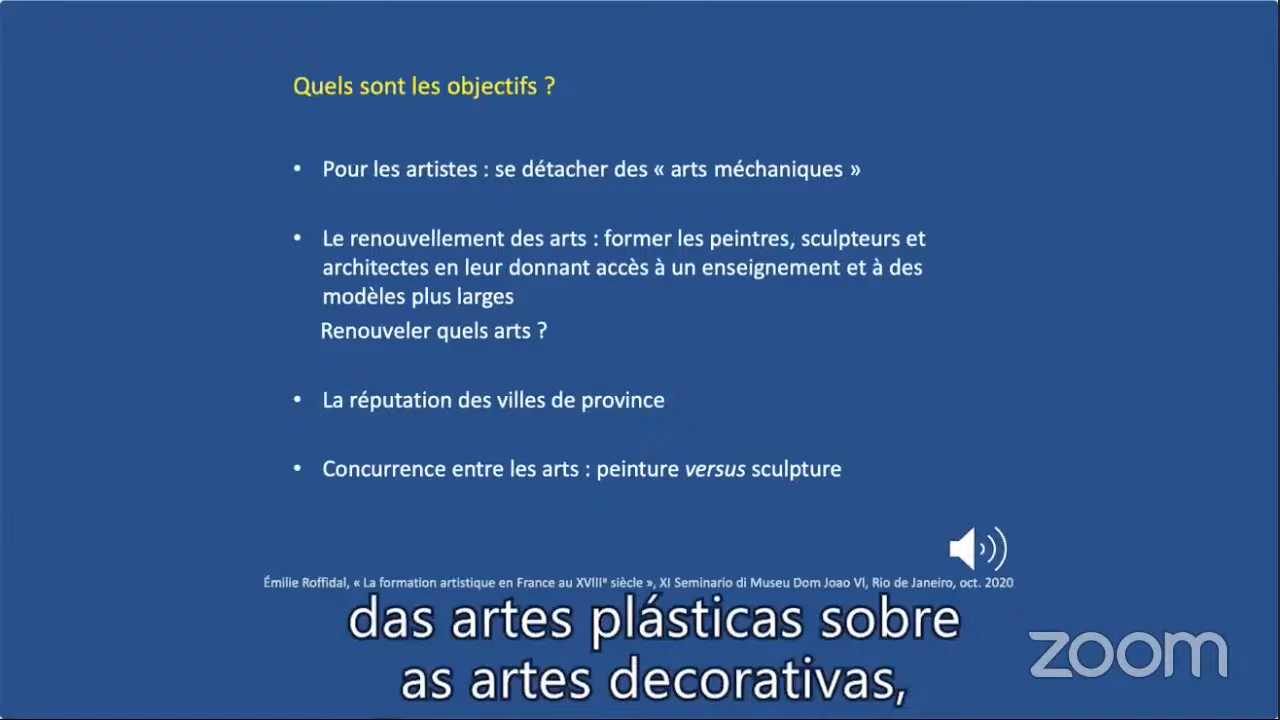 Quels sont les objectifs ?
• Pour les artistes : se détacher des « arts méchaniques »
• Le renouvellement des arts : former les peintres, sculpteurs et
architectes en leur donnant accès à un enseignement et à des
modèles plus larges
Renouveler quels arts ?
• La réputation des villes de province
• Concurrence entre les arts : peinture versus sculpture
Émilie Roffidal, « La formation artistique en France au XVIIIe siècle », XI Seminario di Museu Dom Joao VI, Rio de Janeiro, oct. 2020
das artes plásticas sobre
as artes decorativas,
zoom